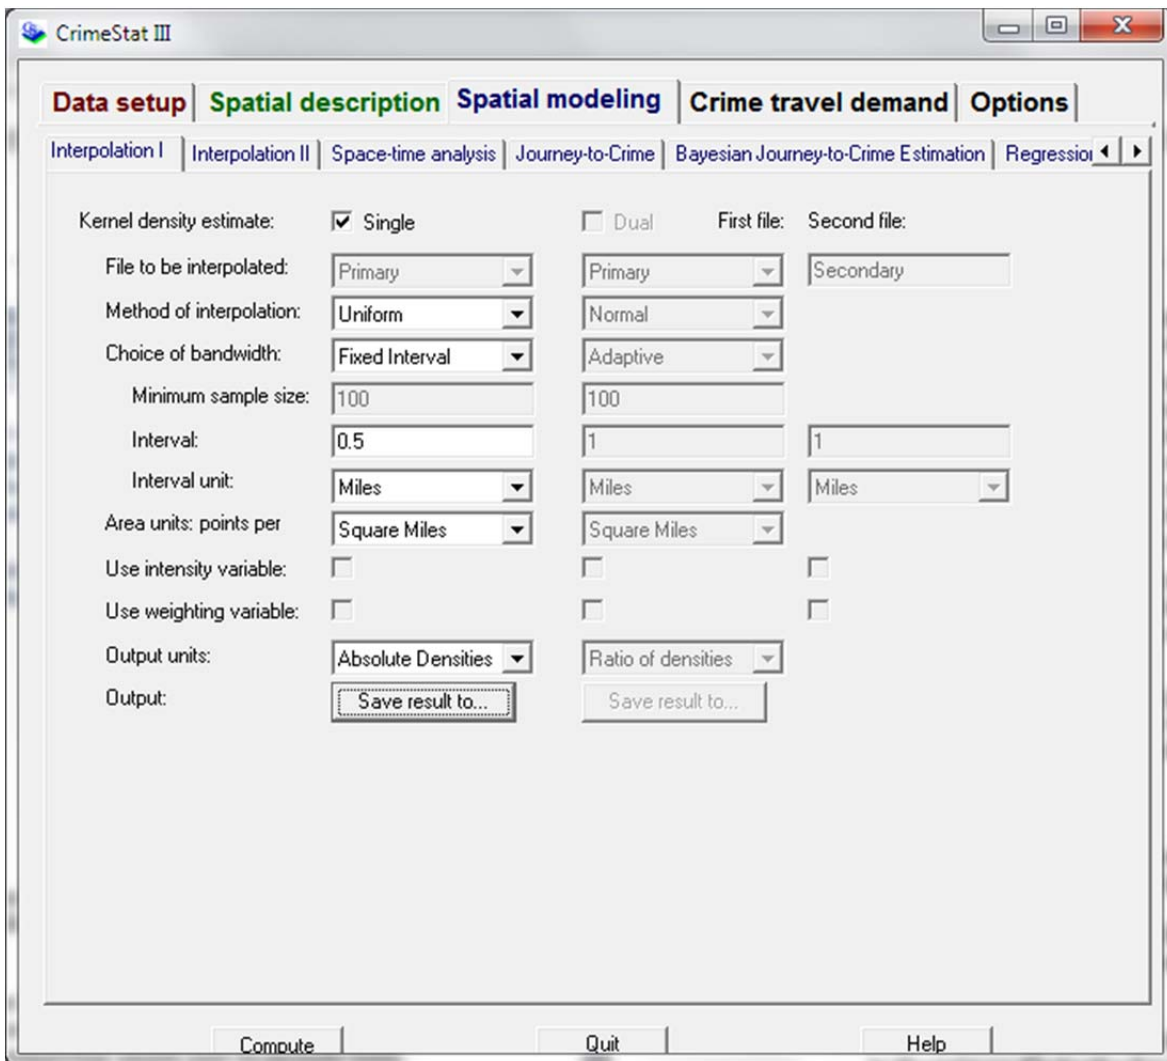 CrimeStat III
Data setup Spatial description Spatial modeling Crime travel demand Options
Interpolation I Interpolation II Space-time analysis Journey-to-Crime Bayesian Journey-to-Crime Estimation
Kernel density estimate: Single Dual First file: Second file:
File to be interpolated: Primary Primary Secondary
Method of interpolation: Uniform Normal
Choice of bandwidth: Fixed Interval Adaptive
Minimum sample size: 100 100
Interval: 0.5 1 1
Interval unit: Miles Miles Miles
Area units: points per Square Miles Square Miles
Use intensity variable:
Use weighting variable:
Output units: Absolute Densities Ratio of densities
Output: Save result to... Save result to...
Compute Quit Help